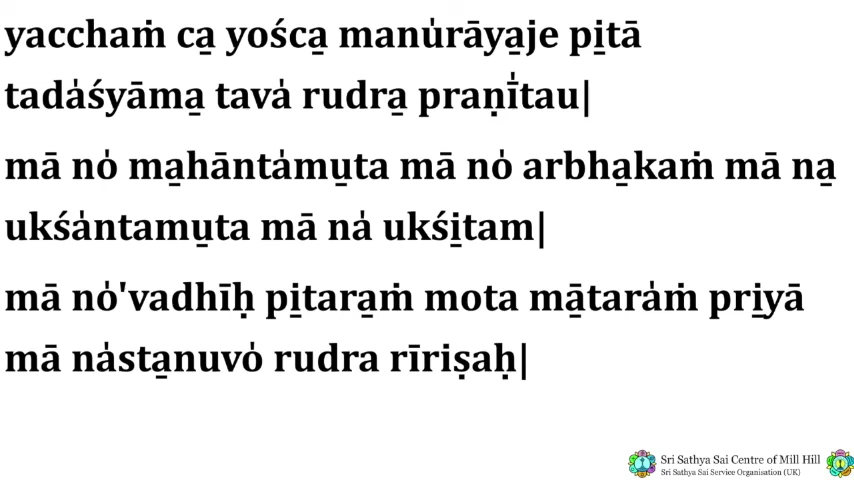 yacchaṁ ca̱ yośca̱ manu̍rāya̱je pi̱tā
tada̍śyāma̱ tava̍ rudra̱ praṇī̎tau|
mā no̍ ma̱hānta̍mu̱ta mā no̍ arbha̱kaṁ mā na̱
ukśa̍ntamu̱ta mā na̍ ukśi̱tam|
mā no̍'vadhīḥ pi̱tara̱ṁ mota mā̱tara̍ṁ pri̱yā
mā na̍sta̱nuvo̍ rudra rīriṣaḥ|
Sri Sathya Sai Centre of Mill Hill
Sri Sathya Sai Service Organisation (UK)